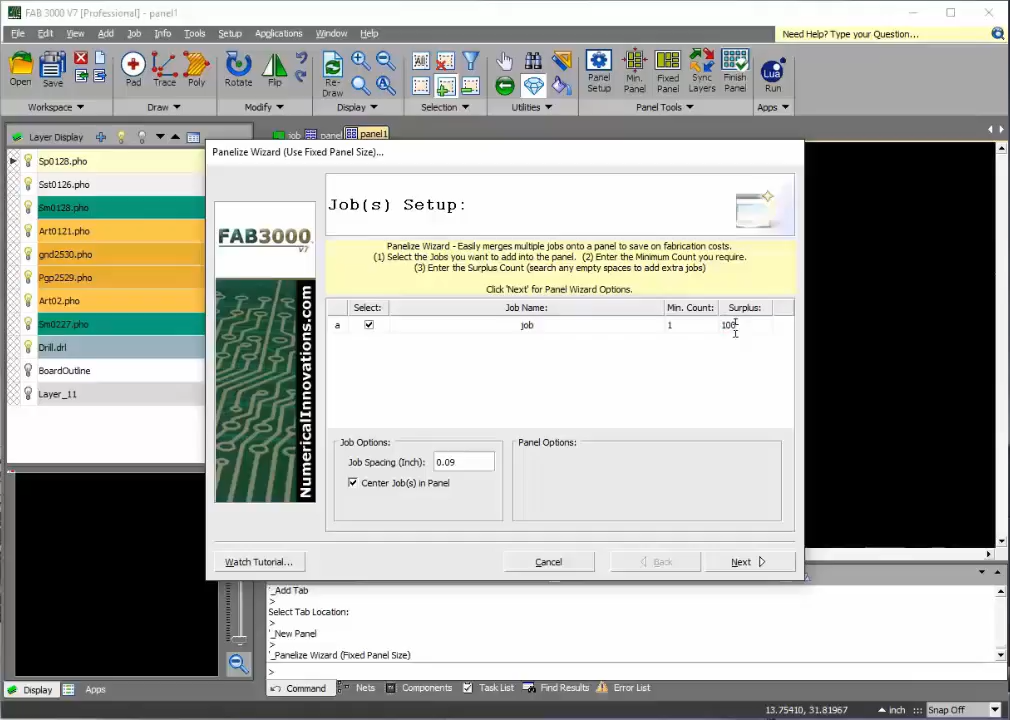 FAB 3000 V7 [Professional] - panel1
File Edit View Add Job Info Tools Setup Applications Window Help
Need Help? Type your Question...
Open Save Pad Trace Poly Rotate Flip Re-Draw Panel Setup Min. Panel Fixed Panel Sync Layers Finish Panel Lua Run
Workspace Draw Modify Display Selection Utilities Panel Tools Apps
Layer Display
job panel panel1
Panelize Wizard (Use Fixed Panel Size)...
Sp0128.pho
Sst0126.pho
Sm0128.pho
Art0121.pho
gnd2530.pho
Pgp2529.pho
Art02.pho
Sm0227.pho
Drill.drl
BoardOutline
Layer_11
Job(s) Setup:
FAB3000
V7
NumericalInnovations.com
Panelize Wizard - Easily merges multiple jobs onto a panel to save on fabrication costs.
(1) Select the Jobs you want to add into the panel. (2) Enter the Minimum Count you require.
(3) Enter the Surplus Count (search any empty spaces to add extra jobs)
Click 'Next' for Panel Wizard Options.
Select: Job Name: Min. Count: Surplus:
a job 1 100
Job Options:
Job Spacing (Inch): 0.09
Center Job(s) in Panel
Panel Options:
Watch Tutorial... Cancel Back Next
'_Add Tab
>
Select Tab Location:
>
'_New Panel
>
'_Panelize Wizard (Fixed Panel Size)
>
Display Apps
Command Nets Components Task List Find Results Error List
13.75410, 31.81967 inch Snap Off